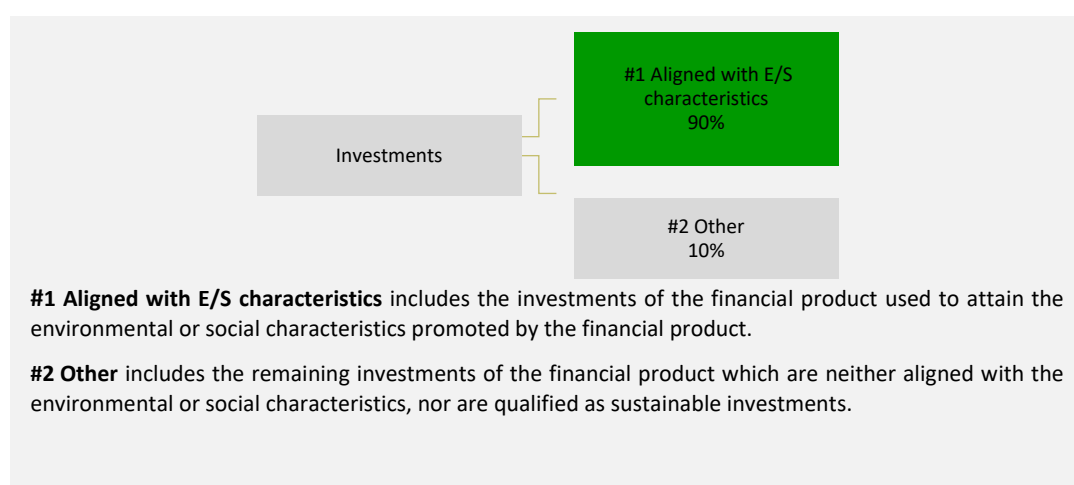 #1 Aligned with E/S
characteristics
90%
Investments
#2 Other
10%
#1 Aligned with E/S characteristics includes the investments of the financial product used to attain the
environmental or social characteristics promoted by the financial product.
#2 Other includes the remaining investments of the financial product which are neither aligned with the
environmental or social characteristics, nor are qualified as sustainable investments.